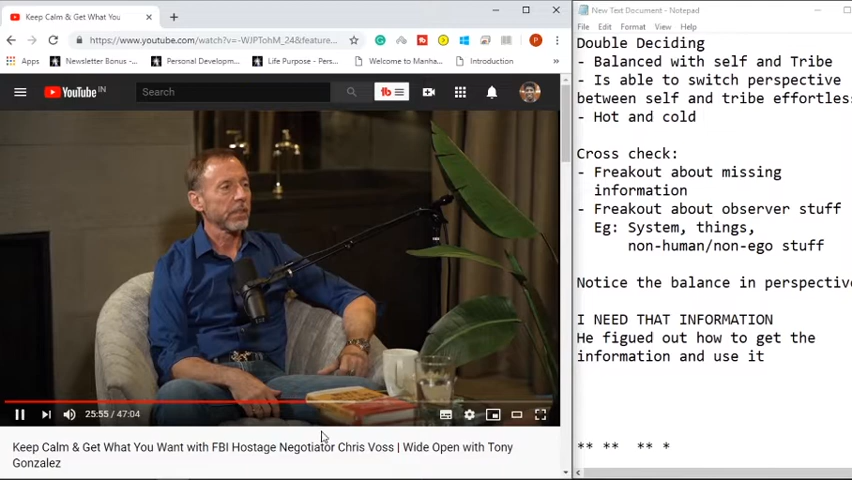 Keep Calm & Get What You
https://www.youtube.com/watch?v=-WJPTohM_24&feature...
Apps
Newsletter Bonus -...
Personal Developm...
Life Purpose - Pers...
Welcome to Manha...
Introduction
YouTube IN
Search
25:55 / 47:04
Keep Calm & Get What You Want with FBI Hostage Negotiator Chris Voss | Wide Open with Tony
Gonzalez
New Text Document - Notepad
File Edit Format View Help
Double Deciding
- Balanced with self and Tribe
- Is able to switch perspective
between self and tribe effortles
- Hot and cold
Cross check:
- Freakout about missing
information
- Freakout about observer stuff
Eg: System, things,
non-human/non-ego stuff
Notice the balance in perspectiv
I NEED THAT INFORMATION
He figued out how to get the
information and use it
** ** ** *